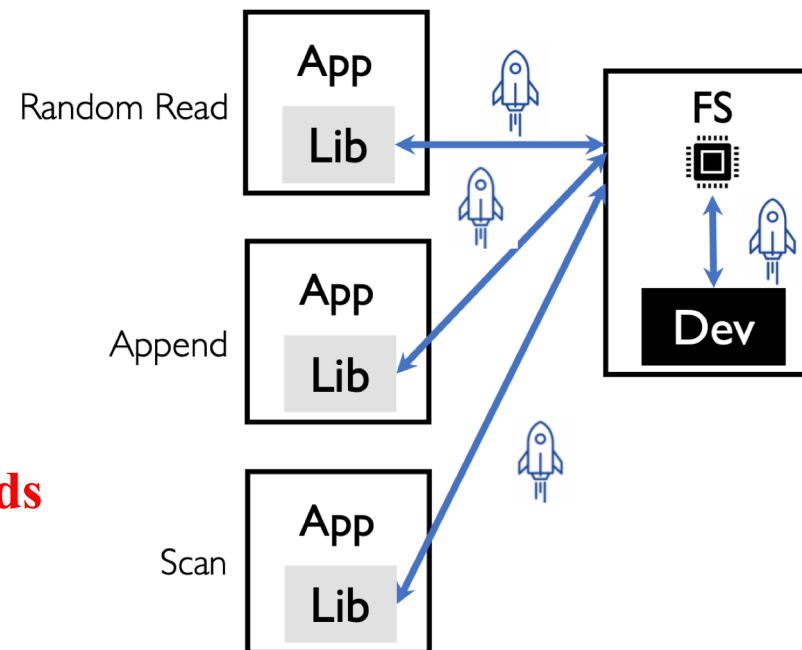 App
Random Read
Lib
FS
App
Append
Lib
Dev
ds
App
Scan
Lib